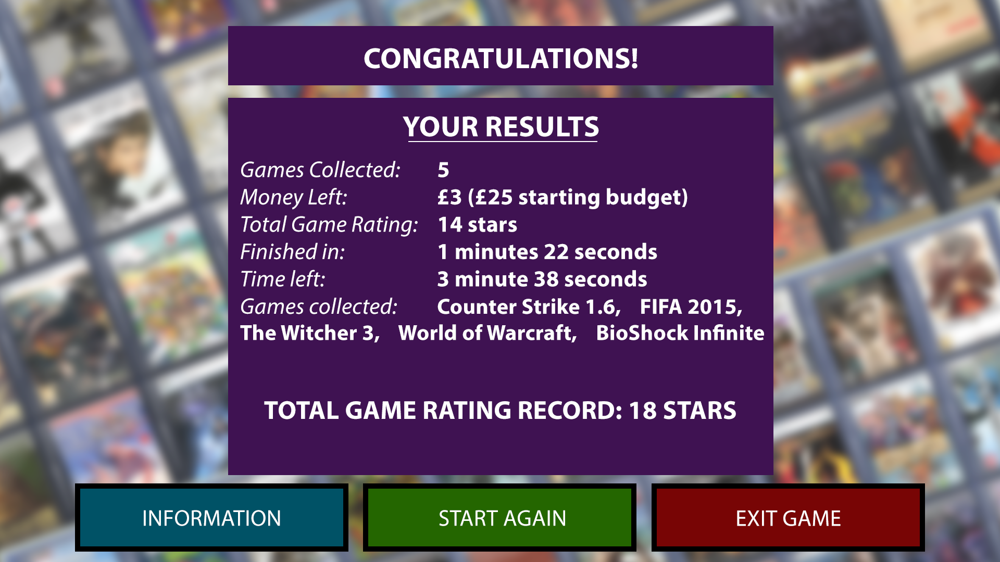 CONGRATULATIONS!
YOUR RESULTS
Games Collected: 5
Money Left: £3 (£25 starting budget)
Total Game Rating: 14 stars
Finished in: 1 minutes 22 seconds
Time left: 3 minute 38 seconds
Games collected: Counter Strike 1.6, FIFA 2015,
The Witcher 3, World of Warcraft, BioShock Infinite
TOTAL GAME RATING RECORD: 18 STARS
INFORMATION
START AGAIN
EXIT GAME